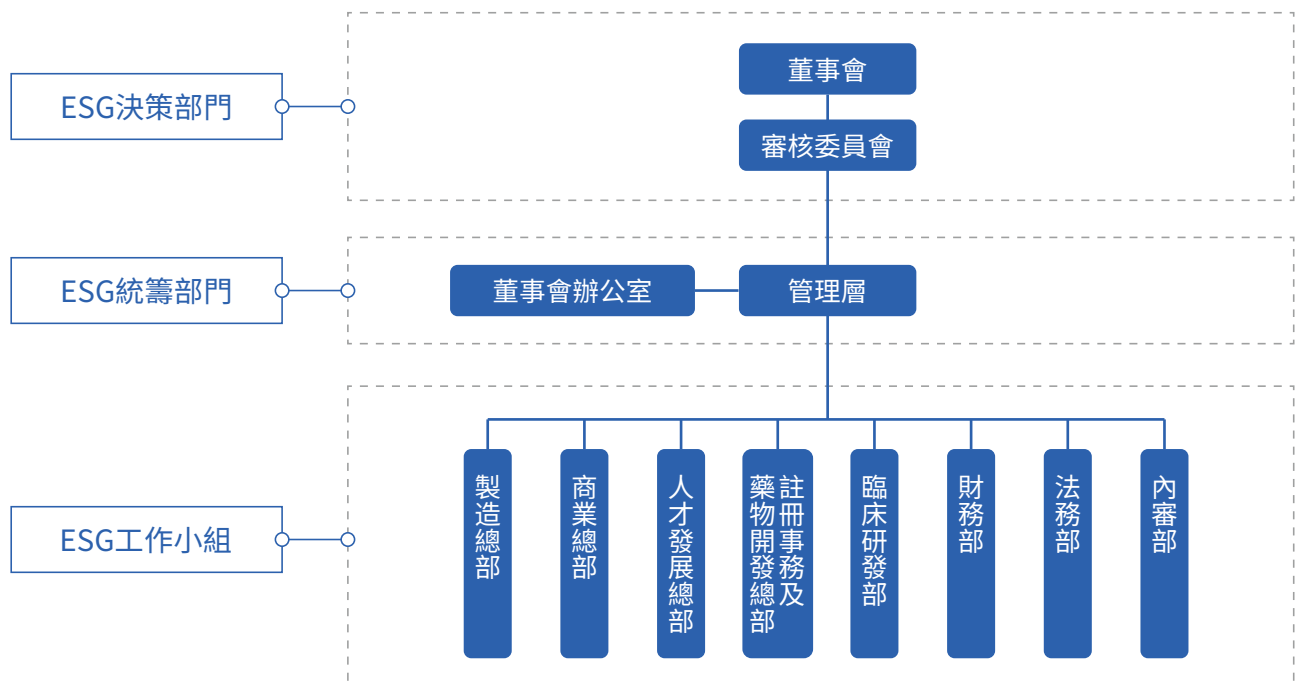 董事會
ESG決策部門
審核委員會
ESG統籌部門
董事會辦公室
管理層
ESG工作小組
製造總部
商業總部
人才發展總部
註冊事務及
藥物開發總部
臨床研發部
財務部
法務部
內審部